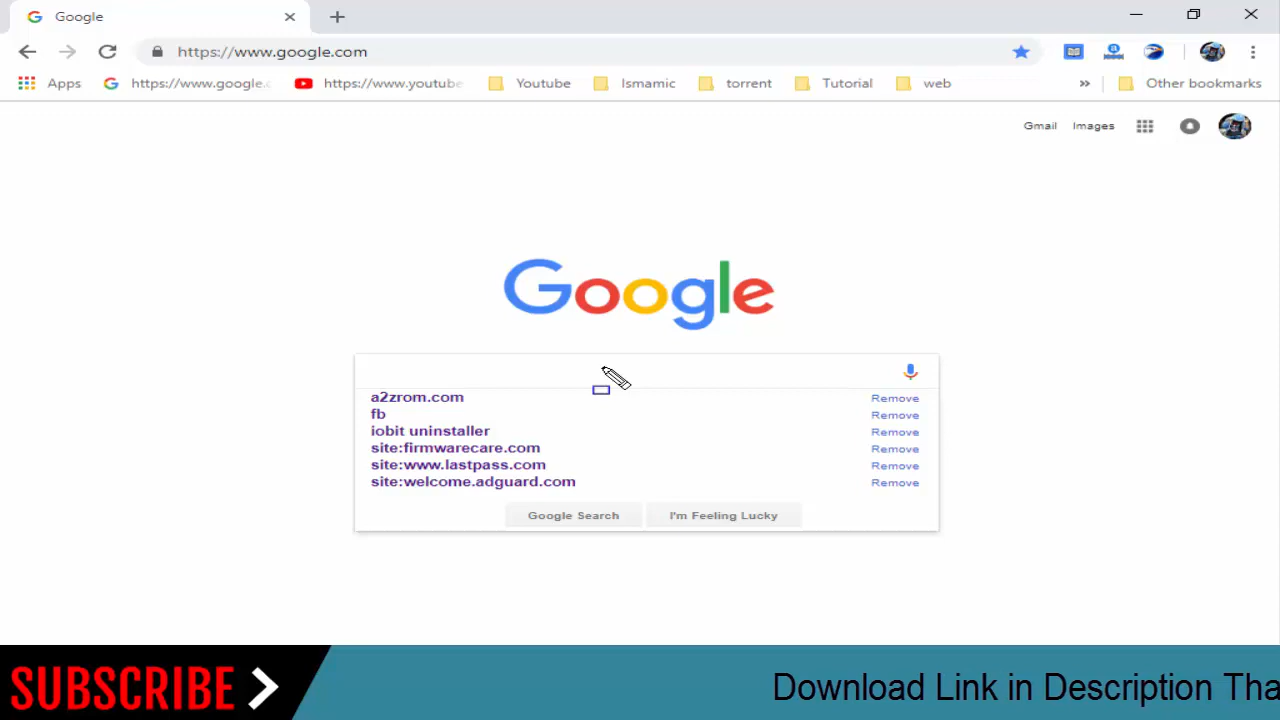 Google
https://www.google.com
Apps https://www.google.c https://www.youtube Youtube Ismamic torrent Tutorial web » Other bookmarks
Gmail Images
Google
a2zrom.com Remove
fb Remove
iobit uninstaller Remove
site:firmwarecare.com Remove
site:www.lastpass.com Remove
site:welcome.adguard.com Remove
Google Search I'm Feeling Lucky
SUBSCRIBE Download Link in Description Tha